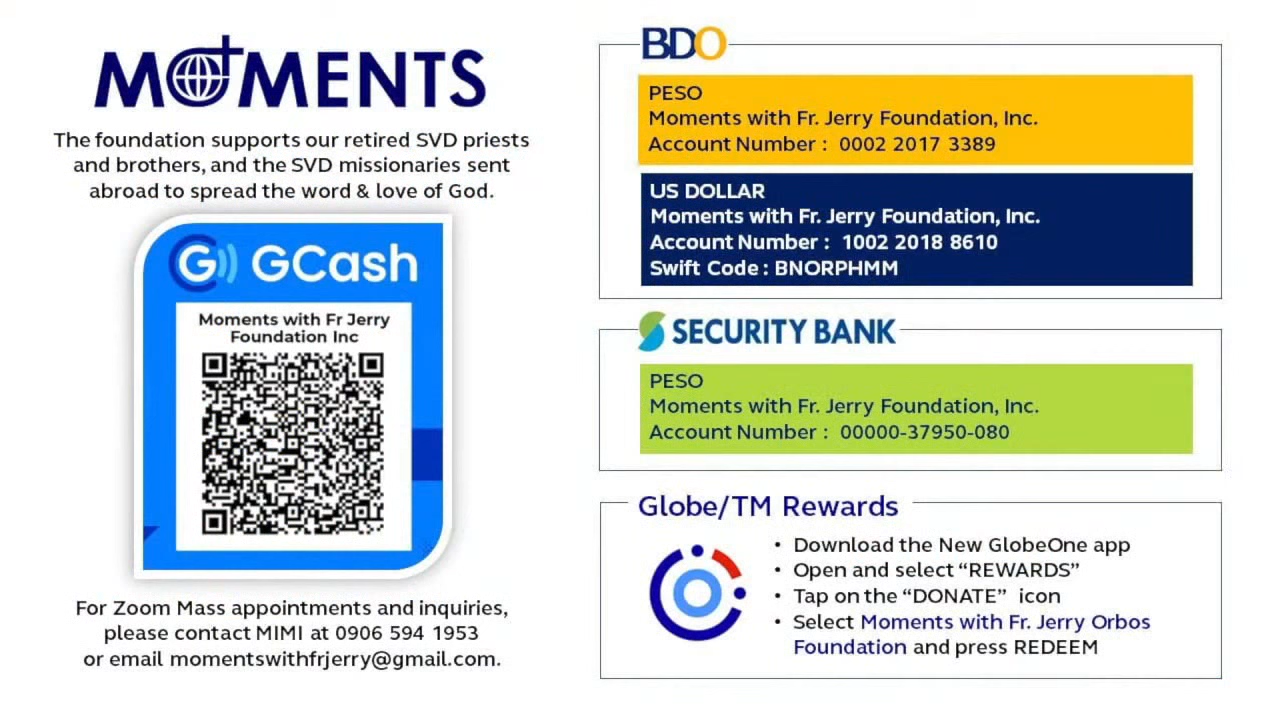 MOMENTS
The foundation supports our retired SVD priests
and brothers, and the SVD missionaries sent
abroad to spread the word & love of God.
G GCash
Moments with Fr Jerry
Foundation Inc
For Zoom Mass appointments and inquiries,
please contact MIMI at 0906 594 1953
or email momentswithfrjerry@gmail.com.
BDO
PESO
Moments with Fr. Jerry Foundation, Inc.
Account Number : 0002 2017 3389
US DOLLAR
Moments with Fr. Jerry Foundation, Inc.
Account Number : 1002 2018 8610
Swift Code : BNORPHMM
SECURITY BANK
PESO
Moments with Fr. Jerry Foundation, Inc.
Account Number : 00000-37950-080
Globe/TM Rewards
• Download the New GlobeOne app
• Open and select “REWARDS”
• Tap on the “DONATE” icon
• Select Moments with Fr. Jerry Orbos
Foundation and press REDEEM